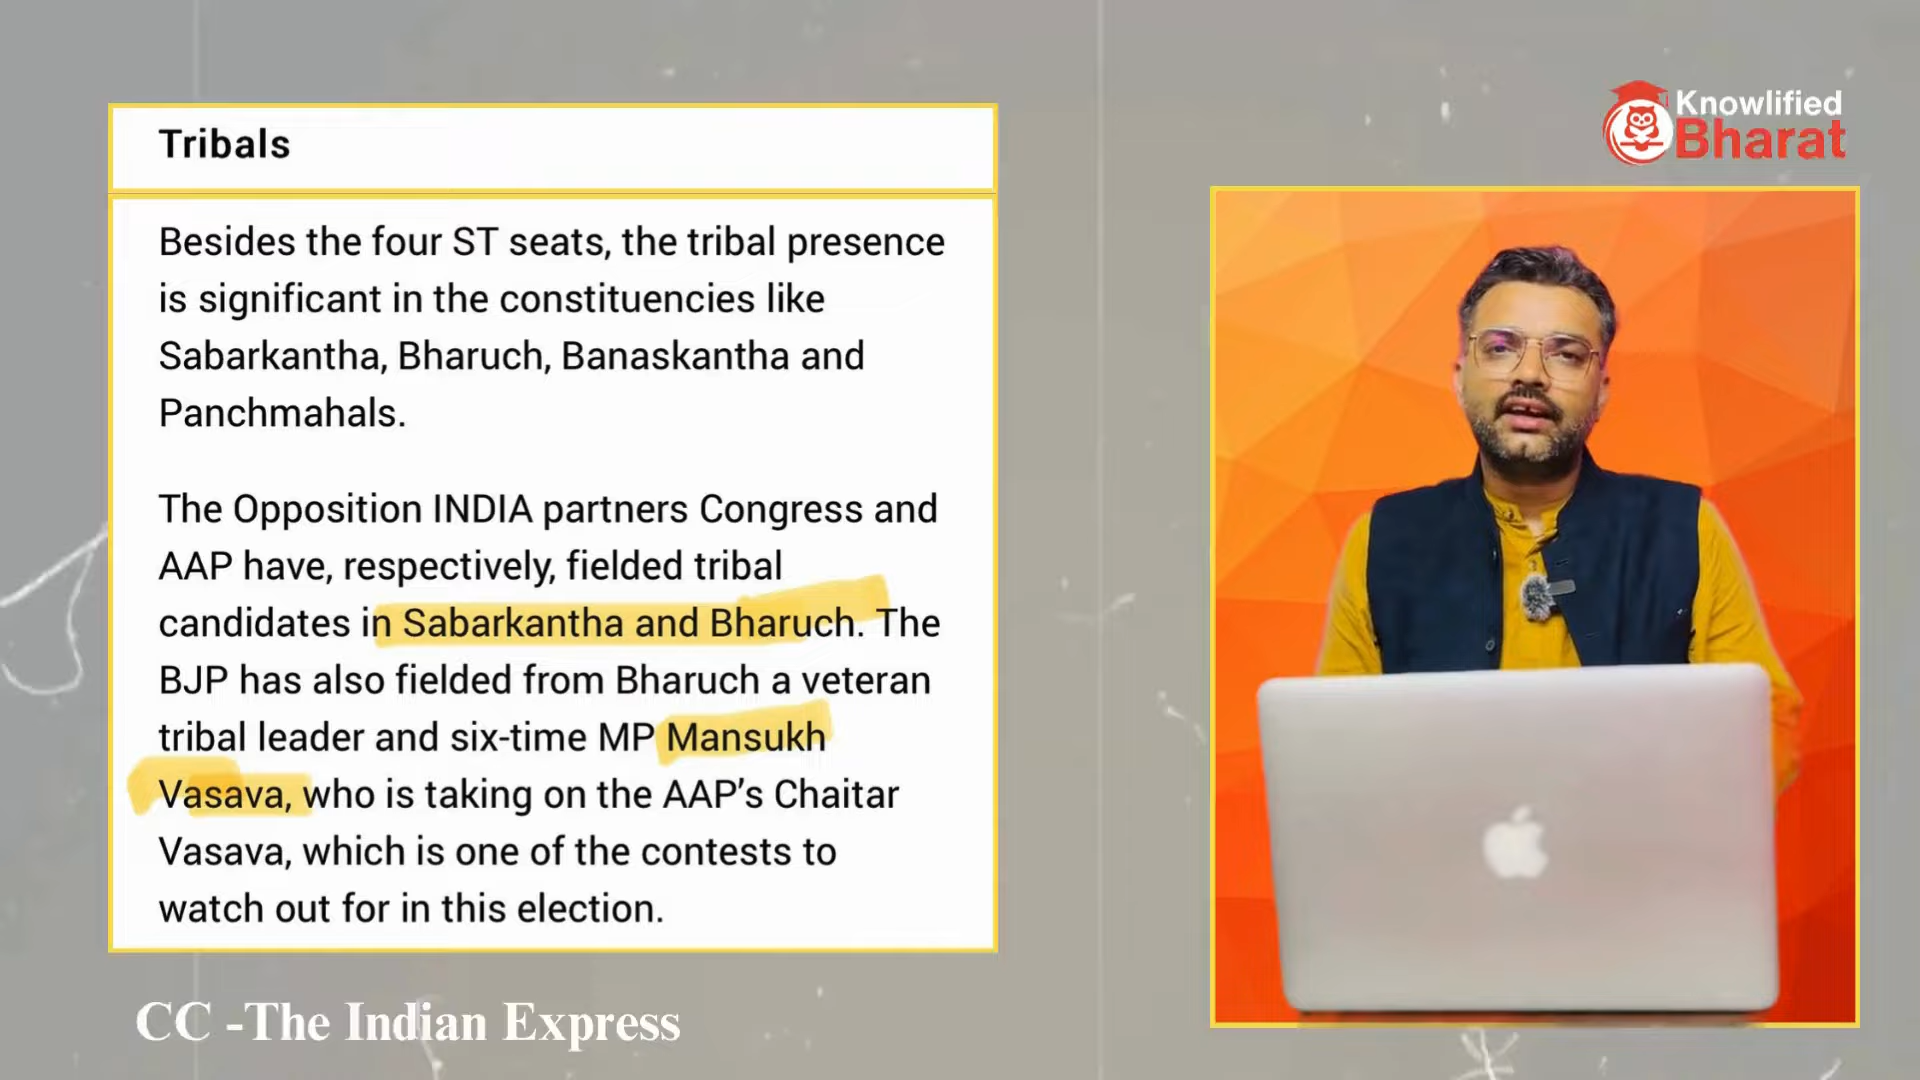 Knowlified
Bharat
Tribals
Besides the four ST seats, the tribal presence
is significant in the constituencies like
Sabarkantha, Bharuch, Banaskantha and
Panchmahals.
The Opposition INDIA partners Congress and
AAP have, respectively, fielded tribal
candidates in Sabarkantha and Bharuch. The
BJP has also fielded from Bharuch a veteran
tribal leader and six-time MP Mansukh
Vasava, who is taking on the AAP’s Chaitar
Vasava, which is one of the contests to
watch out for in this election.
CC -The Indian Express